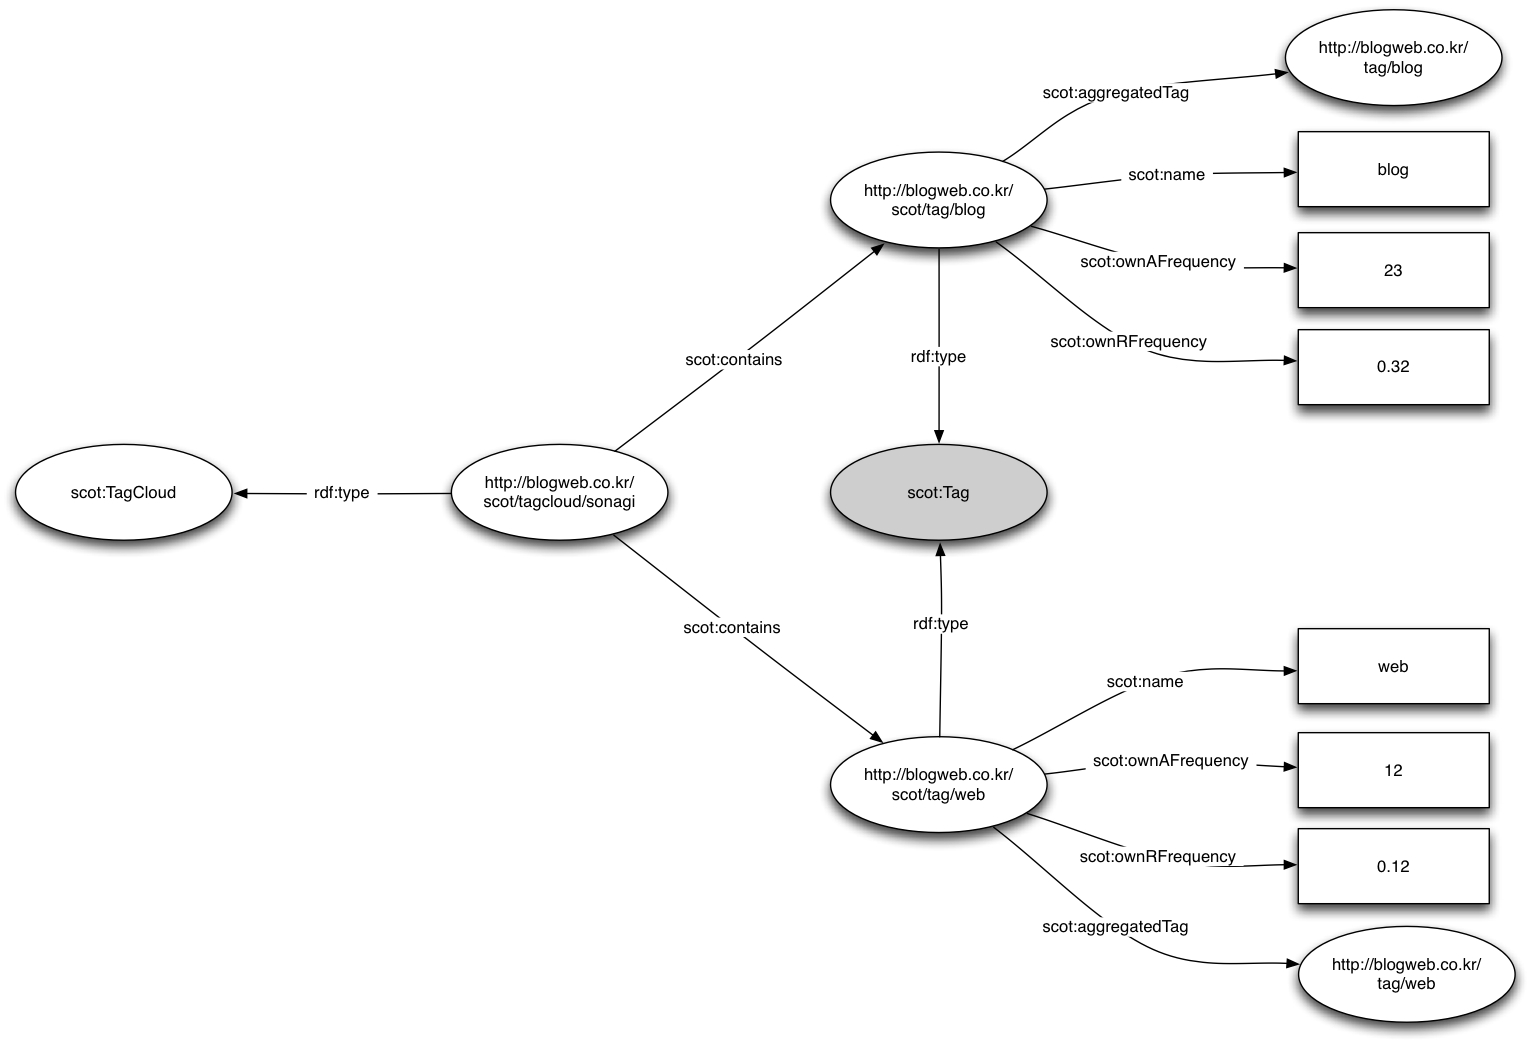 http://blogweb.co.kr/
tag/blog
scot:aggregatedTag
blog
scot:name
http://blogweb.co.kr/
scot/tag/blog
scot:ownAFrequency
23
scot:ownRFrequency
0.32
scot:contains
rdf:type
scot:TagCloud
rdf:type
http://blogweb.co.kr/
scot/tagcloud/sonagi
scot:Tag
scot:contains
rdf:type
scot:name
web
http://blogweb.co.kr/
scot/tag/web
scot:ownAFrequency
12
scot:ownRFrequency
0.12
scot:aggregatedTag
http://blogweb.co.kr/
tag/web